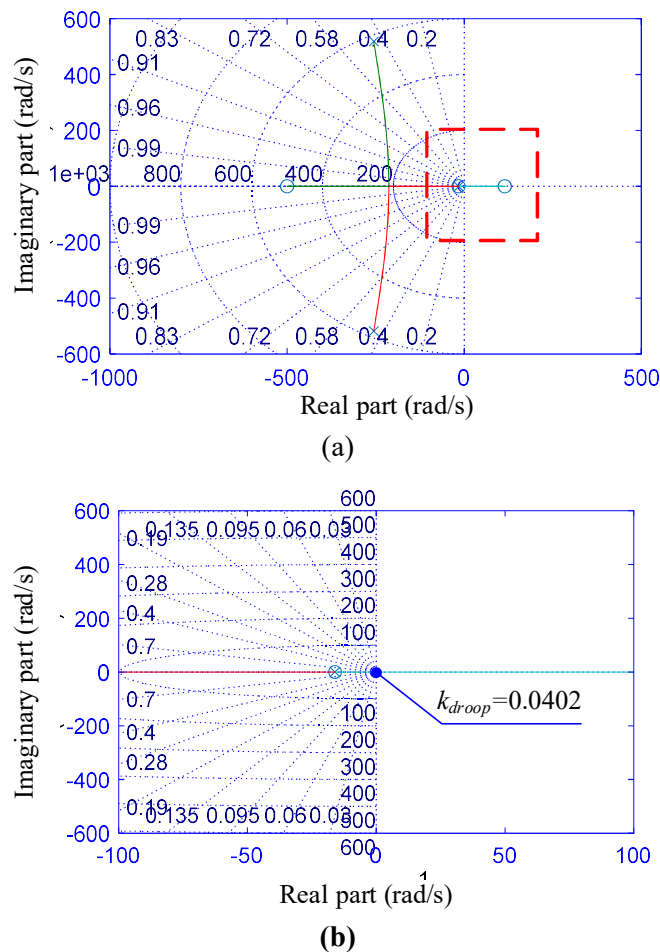 600
0.83 0.72 0.58 0.4 0.2
0.91
400
0.96
200
0.99
1e+03 800 600 400 200
0
0.99
-200
0.96
-400
0.91
0.83 0.72 0.58 0.4 0.2
-600
-1000 -500 0 500
Imaginary part (rad/s)
Real part (rad/s)
(a)
600
600
0.135 0.095 0.06 0.03 500
0.19
400
400
0.28
300
0.4
200
200
0.7
100
0
0.7
100
k_droop=0.0402
-200
0.4
200
0.28
300
-400
400
0.19
0.135 0.095 0.06 0.03 500
-600
600
-100 -50 0 50 100
Imaginary part (rad/s)
1
Real part (rad/s)
(b)